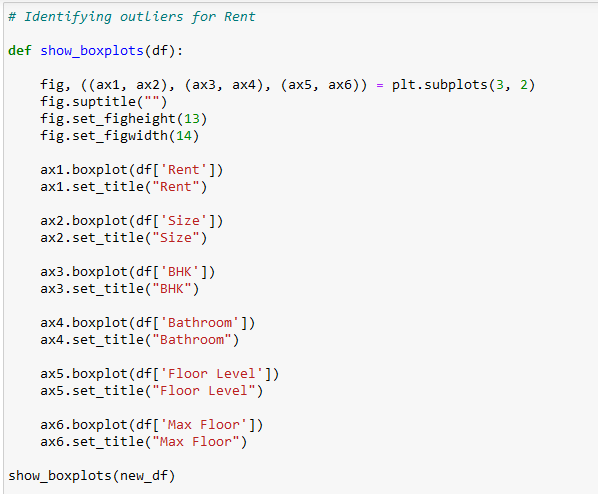 # Identifying outliers for Rent
def show_boxplots(df):
    fig, ((ax1, ax2), (ax3, ax4), (ax5, ax6)) = plt.subplots(3, 2)
    fig.suptitle("")
    fig.set_figheight(13)
    fig.set_figwidth(14)
    ax1.boxplot(df['Rent'])
    ax1.set_title("Rent")
    ax2.boxplot(df['Size'])
    ax2.set_title("Size")
    ax3.boxplot(df['BHK'])
    ax3.set_title("BHK")
    ax4.boxplot(df['Bathroom'])
    ax4.set_title("Bathroom")
    ax5.boxplot(df['Floor Level'])
    ax5.set_title("Floor Level")
    ax6.boxplot(df['Max Floor'])
    ax6.set_title("Max Floor")
show_boxplots(new_df)